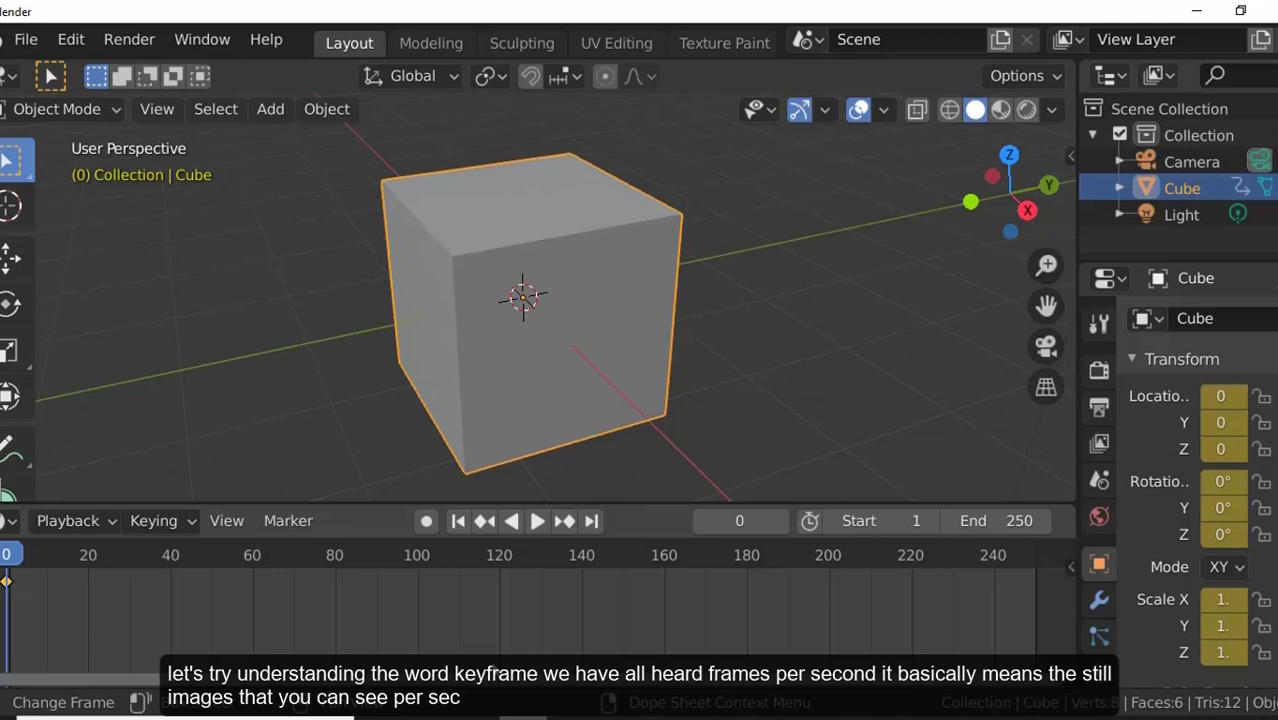 lender
File Edit Render Window Help Layout Modeling Sculpting UV Editing Texture Paint Scene View Layer
Global Options
Object Mode View Select Add Object
User Perspective
(0) Collection | Cube
Z
Y
X
Scene Collection
Collection
Camera
Cube
Light
Cube
Cube
Transform
Locatio.. 0
Y 0
Z 0
Rotatio.. 0°
Y 0°
Z 0°
Mode XY
Scale X 1.
Y 1.
Z 1.
Playback Keying View Marker 0 Start 1 End 250
0 20 40 60 80 100 120 140 160 180 200 220 240
let's try understanding the word keyframe we have all heard frames per second it basically means the still
images that you can see per sec
Change Frame Dope Sheet Context Menu Collection | Cube | Verts:8 | Faces:6 | Tris:12 | Ob